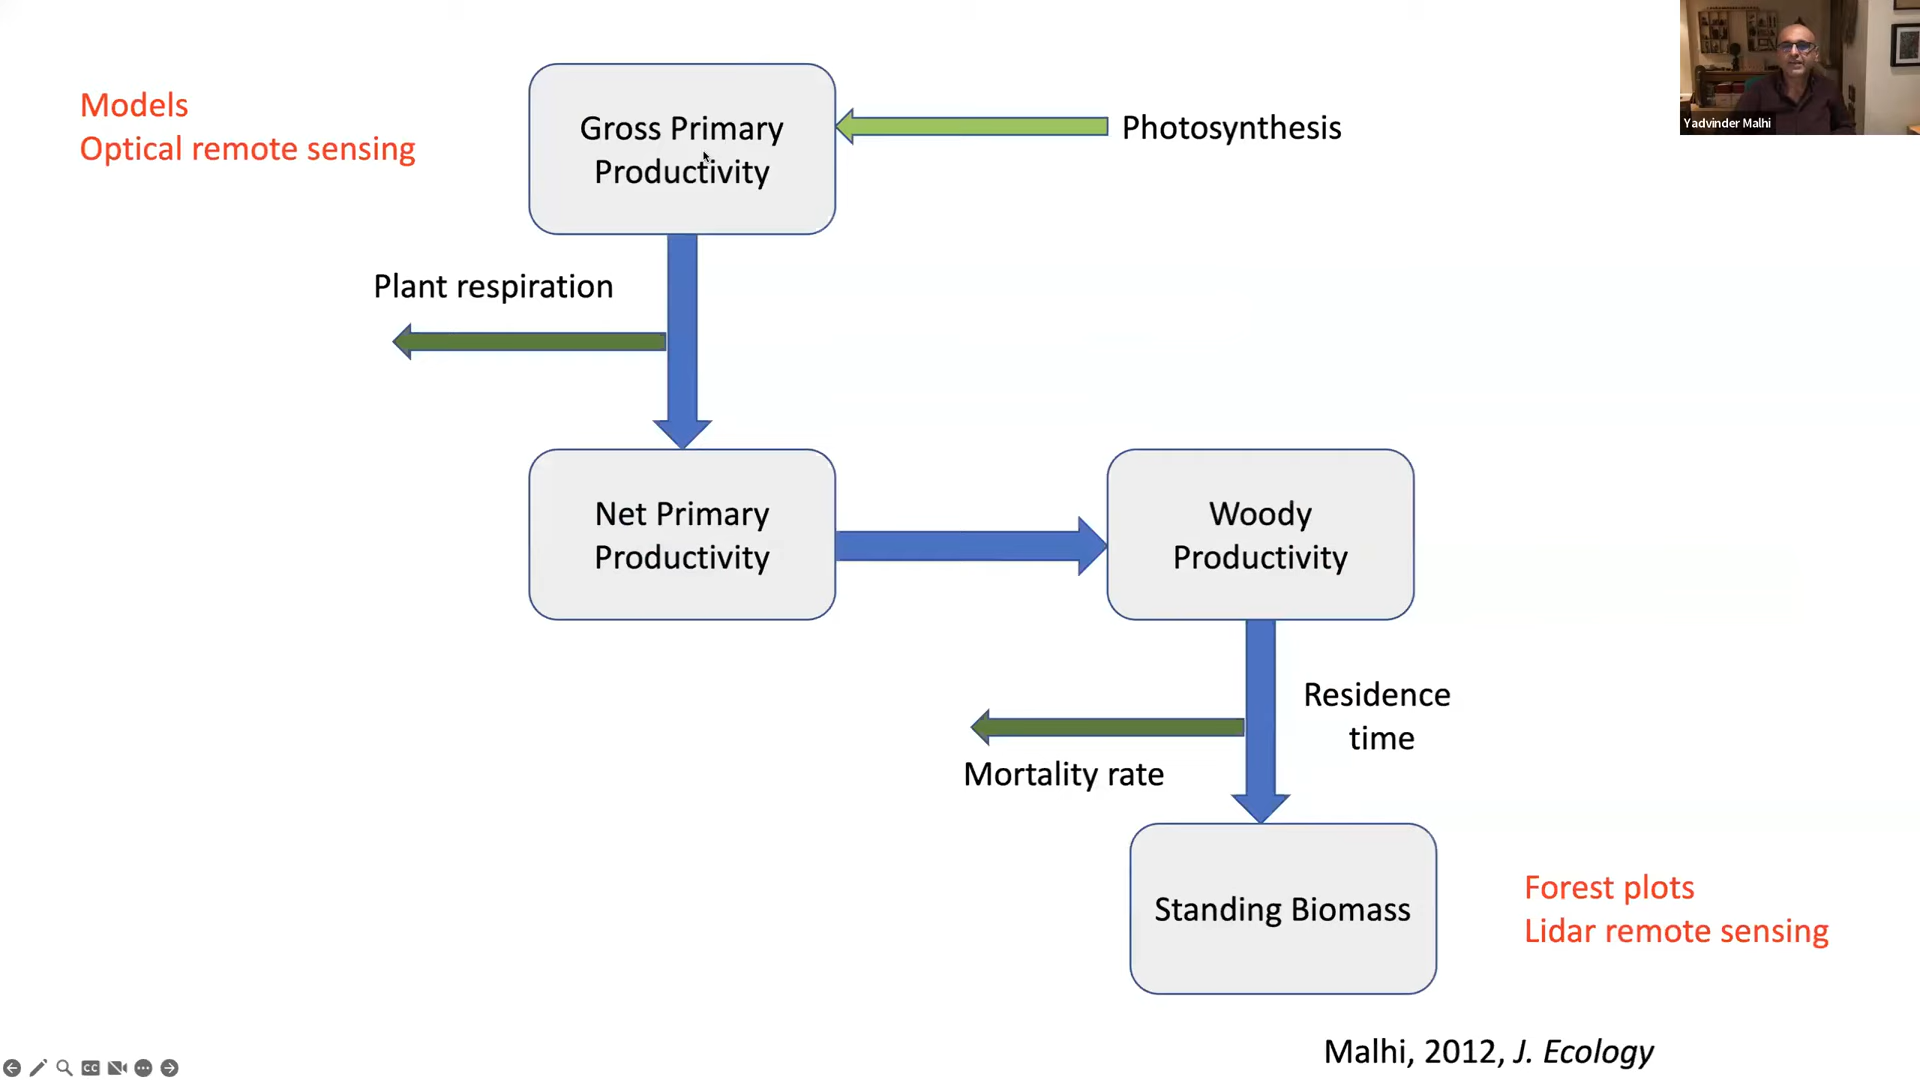 Models
Optical remote sensing
Gross Primary
Productivity
Photosynthesis
Yadvinder Malhi
Plant respiration
Net Primary
Productivity
Woody
Productivity
Residence
time
Mortality rate
Standing Biomass
Forest plots
Lidar remote sensing
Malhi, 2012, J. Ecology
CC